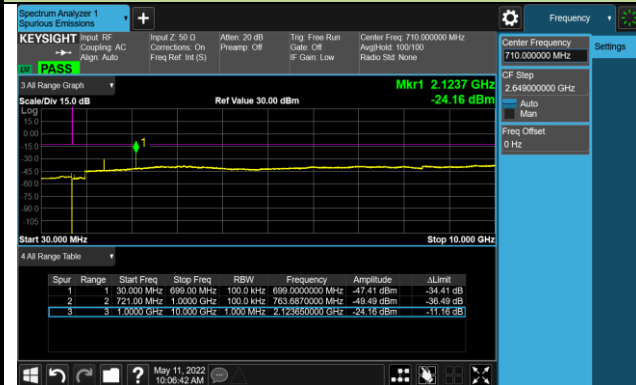 Spectrum Analyzer 1
Spurious Emissions
Frequency
KEYSIGHT
Input: RF
Coupling: AC
Align: Auto
Input Z: 50 Ω
Corrections: On
Freq Ref: Int (S)
Atten: 20 dB
Preamp: Off
Trig: Free Run
Gate: Off
IF Gain: Low
Center Freq: 710.000000 MHz
Avg|Hold: 100/100
Radio Std: None
PASS
Center Frequency
710.000000 MHz
Settings
CF Step
2.649000000 GHz
Auto
Man
Freq Offset
0 Hz
3 All Range Graph
Mkr1 2.1237 GHz
Scale/Div 15.0 dB
Ref Value 30.00 dBm
-24.16 dBm
Log
15.0
0.00
-15.0
-30.0
-45.0
-60.0
-75.0
-90.0
-105
1
Start 30.000 MHz
Stop 10.000 GHz
4 All Range Table
Spur Range Start Freq Stop Freq RBW Frequency Amplitude ΔLimit
1 1 30.000 MHz 699.00 MHz 100.0 kHz 699.0000000 MHz -47.41 dBm -34.41 dB
2 2 721.00 MHz 1.0000 GHz 100.0 kHz 763.6870000 MHz -49.49 dBm -36.49 dB
3 3 1.0000 GHz 10.000 GHz 1.000 MHz 2.123650000 GHz -24.16 dBm -11.16 dB
May 11, 2022
10:06:42 AM